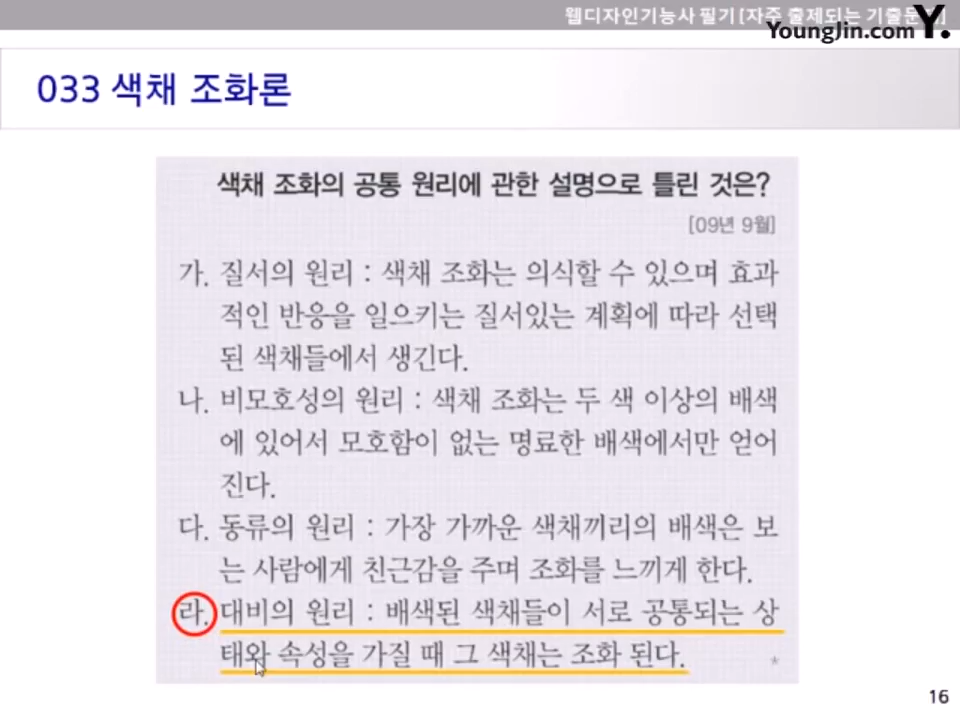 웹디자인기능사 필기 [자주 출제되는 기출문제]
YoungJin.com Y.
033 색채 조화론
색채 조화의 공통 원리에 관한 설명으로 틀린 것은?
[09년 9월]
가. 질서의 원리 : 색채 조화는 의식할 수 있으며 효과
적인 반응을 일으키는 질서있는 계획에 따라 선택
된 색채들에서 생긴다.
나. 비모호성의 원리 : 색채 조화는 두 색 이상의 배색
에 있어서 모호함이 없는 명료한 배색에서만 얻어
진다.
다. 동류의 원리 : 가장 가까운 색채끼리의 배색은 보
는 사람에게 친근감을 주며 조화를 느끼게 한다.
라. 대비의 원리 : 배색된 색채들이 서로 공통되는 상
태와 속성을 가질 때 그 색채는 조화 된다.
*
16